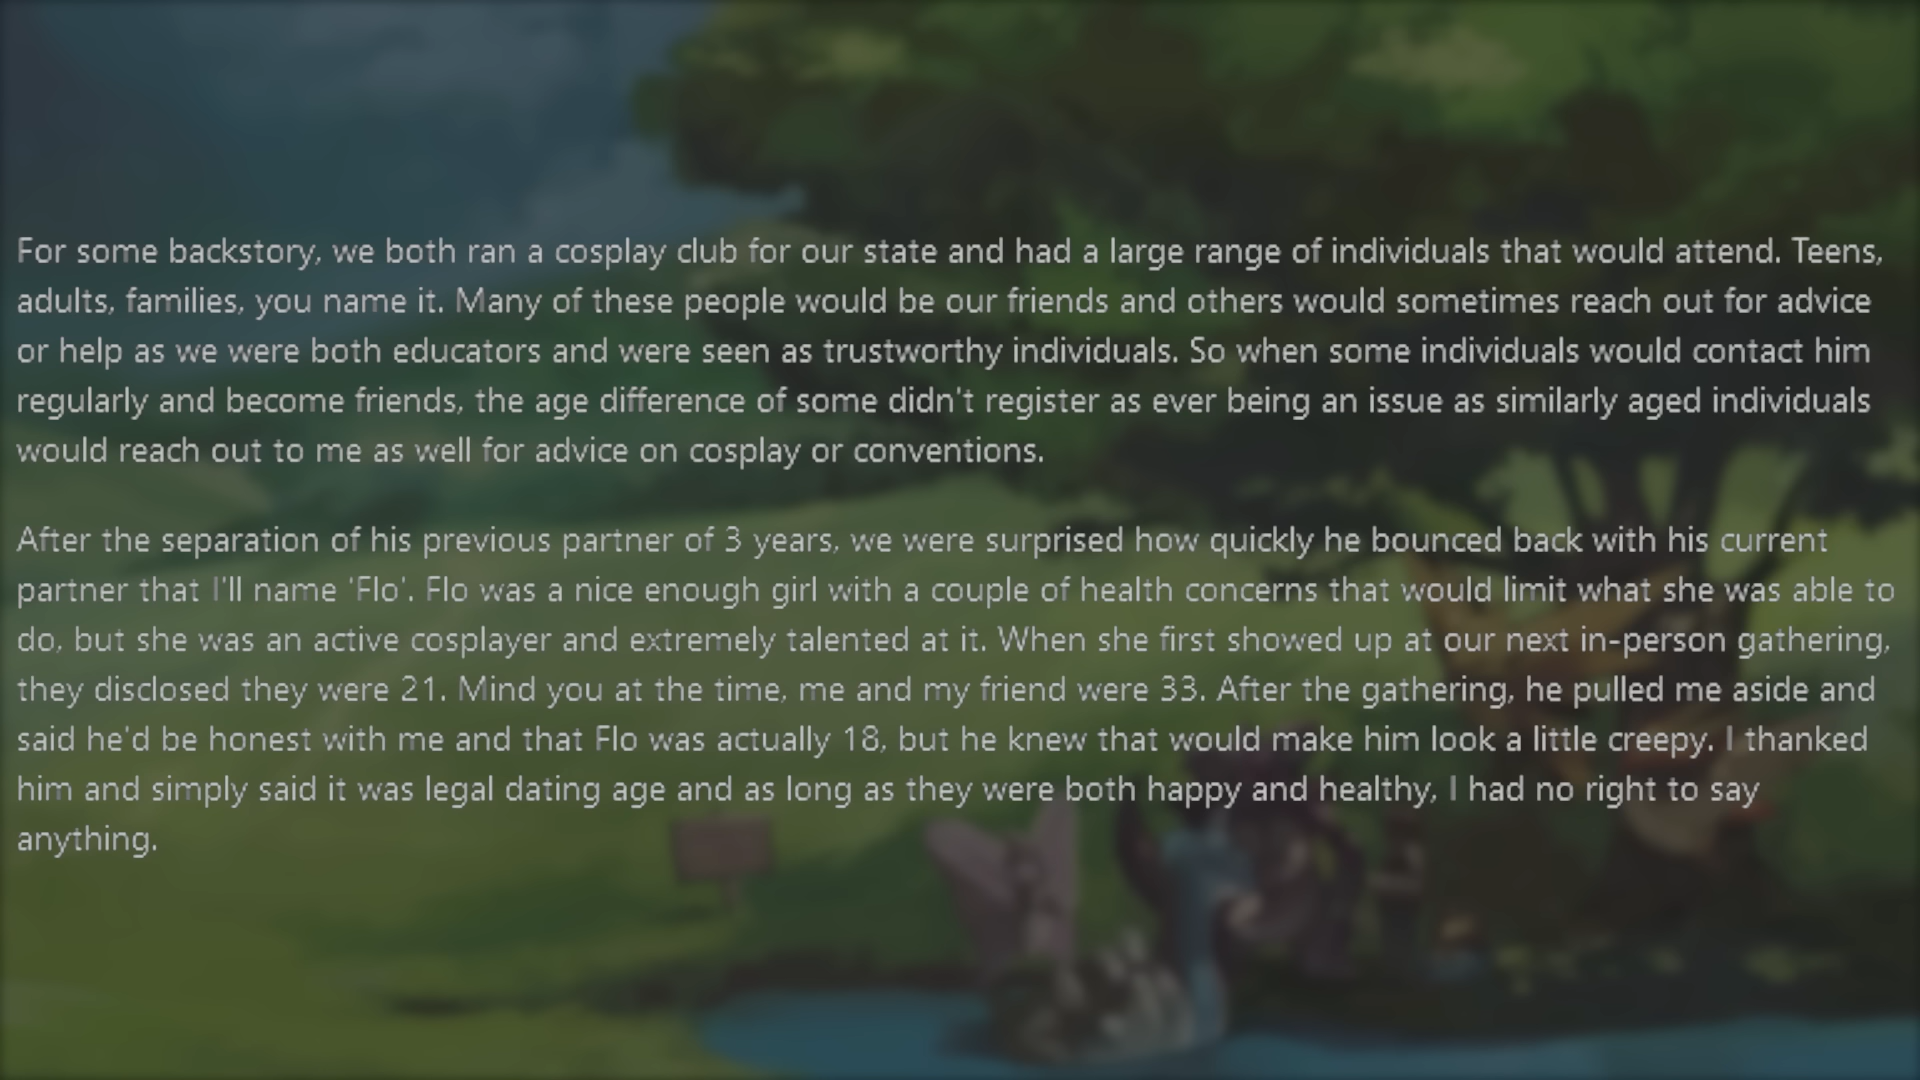 For some backstory, we both ran a cosplay club for our state and had a large range of individuals that would attend. Teens,
adults, families, you name it. Many of these people would be our friends and others would sometimes reach out for advice
or help as we were both educators and were seen as trustworthy individuals. So when some individuals would contact him
regularly and become friends, the age difference of some didn't register as ever being an issue as similarly aged individuals
would reach out to me as well for advice on cosplay or conventions.
After the separation of his previous partner of 3 years, we were surprised how quickly he bounced back with his current
partner that I'll name 'Flo'. Flo was a nice enough girl with a couple of health concerns that would limit what she was able to
do, but she was an active cosplayer and extremely talented at it. When she first showed up at our next in-person gathering,
they disclosed they were 21. Mind you at the time, me and my friend were 33. After the gathering, he pulled me aside and
said he'd be honest with me and that Flo was actually 18, but he knew that would make him look a little creepy. I thanked
him and simply said it was legal dating age and as long as they were both happy and healthy, I had no right to say
anything.